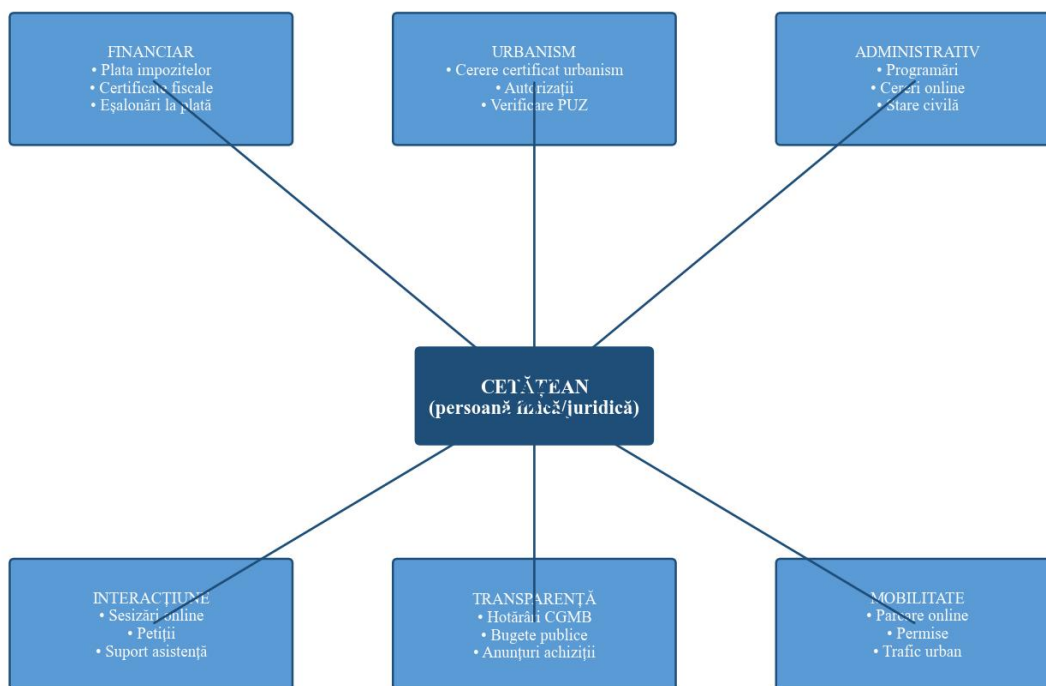 FINANCIAR
• Plata impozitelor
• Certificate fiscale
• Eșalonări la plată
URBANISM
• Cerere certificat urbanism
• Autorizații
• Verificare PUZ
ADMINISTRATIV
• Programări
• Cereri online
• Stare civilă
CETĂȚEAN
(persoană fizică/juridică)
INTERACȚIUNE
• Sesizări online
• Petiții
• Suport asistență
TRANSPARENȚĂ
• Hotărâri CGMB
• Bugete publice
• Anunțuri achiziții
MOBILITATE
• Parcare online
• Permise
• Trafic urban